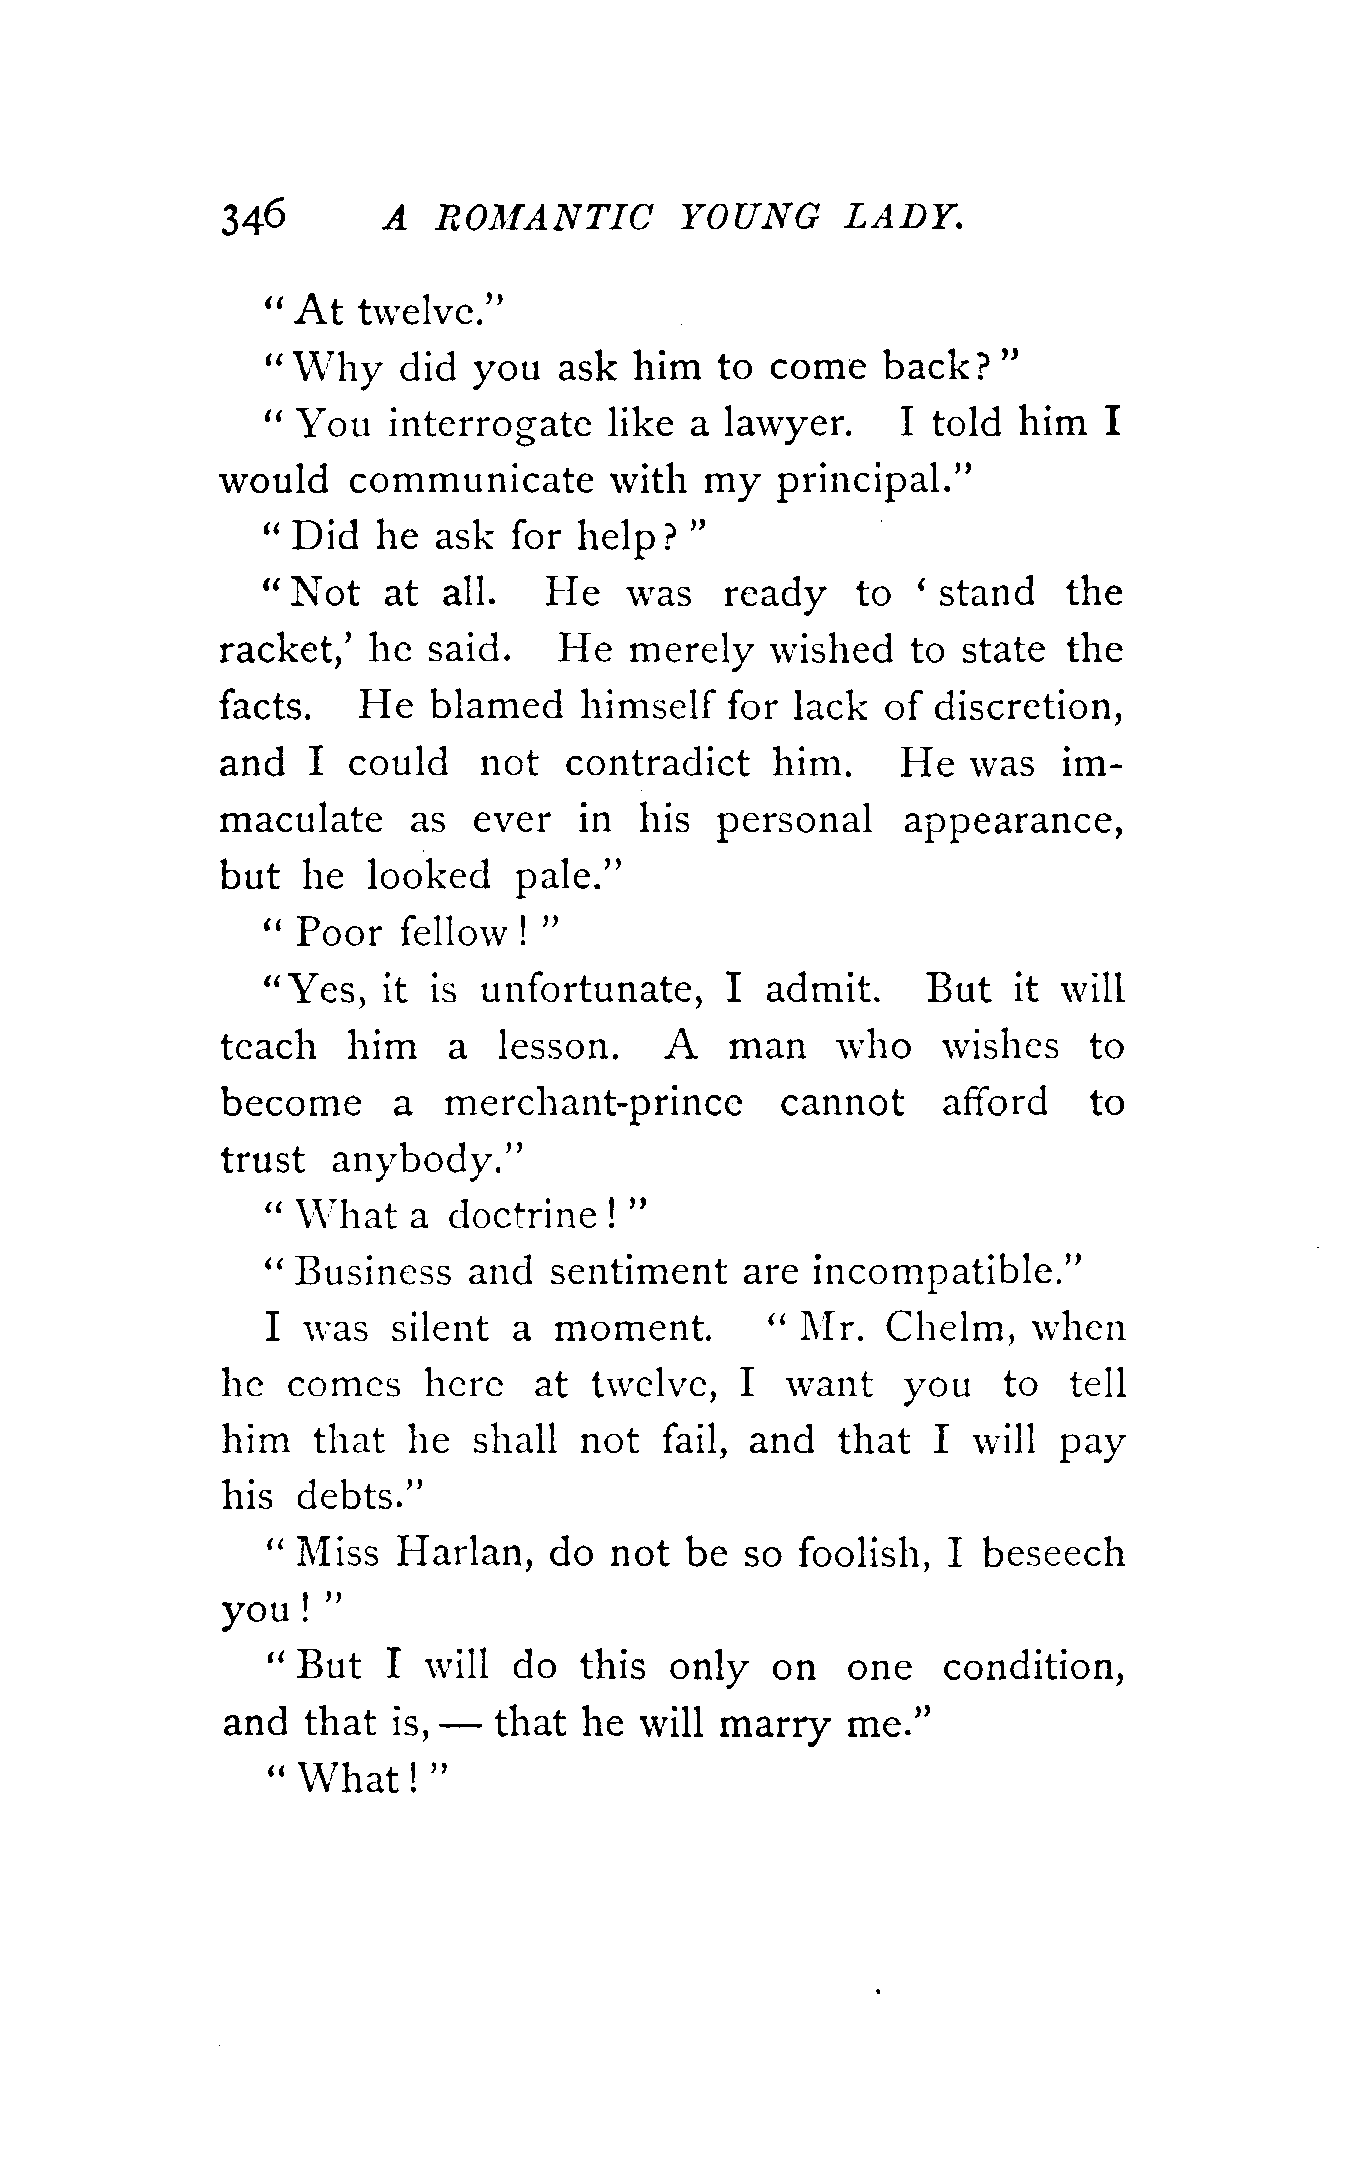 346 A ROMANTIC YOUNG LADY.
“ At twelve.”
“ Why did you ask him to come back? ”
“ You interrogate like a lawyer. I told him I
would communicate with my principal.”
“ Did he ask for help? ”
“ Not at all. He was ready to ‘ stand the
racket,’ he said. He merely wished to state the
facts. He blamed himself for lack of discretion,
and I could not contradict him. He was im-
maculate as ever in his personal appearance,
but he looked pale.”
“ Poor fellow ! ”
“ Yes, it is unfortunate, I admit. But it will
teach him a lesson. A man who wishes to
become a merchant-prince cannot afford to
trust anybody.”
“ What a doctrine ! ”
“ Business and sentiment are incompatible.”
I was silent a moment. “ Mr. Chelm, when
he comes here at twelve, I want you to tell
him that he shall not fail, and that I will pay
his debts.”
“ Miss Harlan, do not be so foolish, I beseech
you ! ”
“ But I will do this only on one condition,
and that is, — that he will marry me.”
“ What ! ”